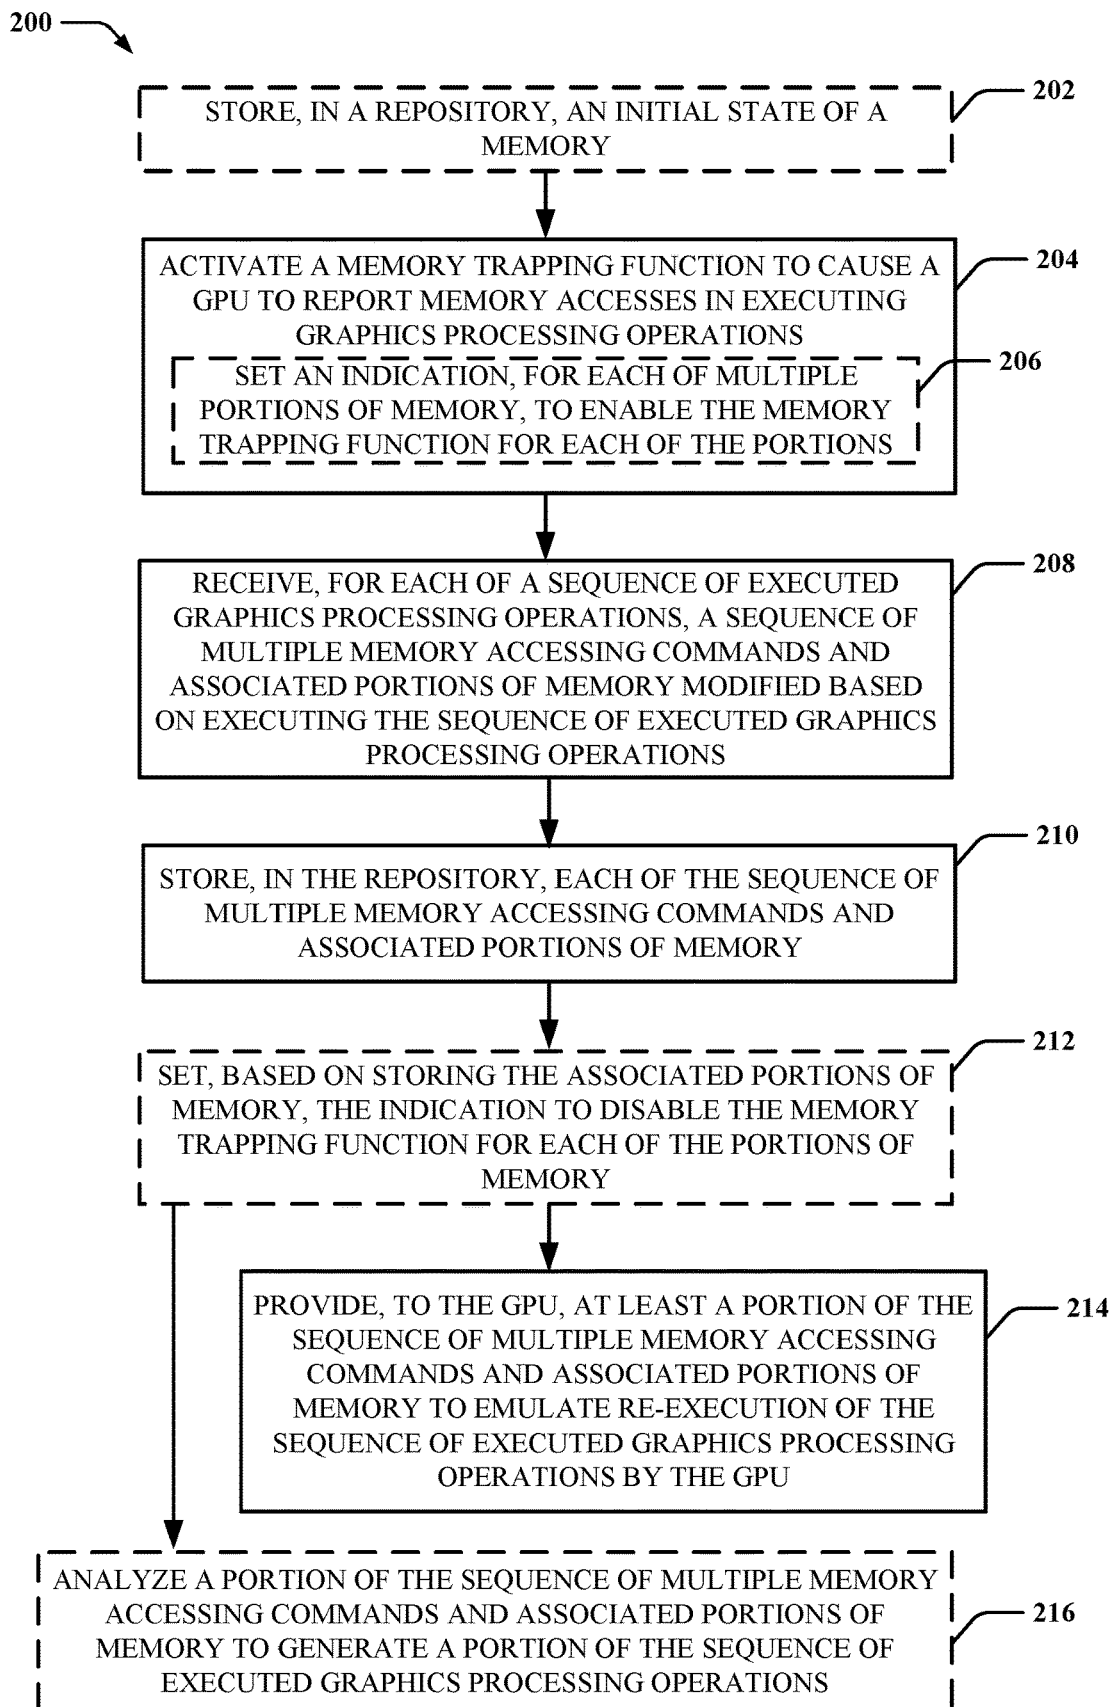 200
202
STORE, IN A REPOSITORY, AN INITIAL STATE OF A
MEMORY
204
ACTIVATE A MEMORY TRAPPING FUNCTION TO CAUSE A
GPU TO REPORT MEMORY ACCESSES IN EXECUTING
GRAPHICS PROCESSING OPERATIONS
206
SET AN INDICATION, FOR EACH OF MULTIPLE
PORTIONS OF MEMORY, TO ENABLE THE MEMORY
TRAPPING FUNCTION FOR EACH OF THE PORTIONS
208
RECEIVE, FOR EACH OF A SEQUENCE OF EXECUTED
GRAPHICS PROCESSING OPERATIONS, A SEQUENCE OF
MULTIPLE MEMORY ACCESSING COMMANDS AND
ASSOCIATED PORTIONS OF MEMORY MODIFIED BASED
ON EXECUTING THE SEQUENCE OF EXECUTED GRAPHICS
PROCESSING OPERATIONS
210
STORE, IN THE REPOSITORY, EACH OF THE SEQUENCE OF
MULTIPLE MEMORY ACCESSING COMMANDS AND
ASSOCIATED PORTIONS OF MEMORY
212
SET, BASED ON STORING THE ASSOCIATED PORTIONS OF
MEMORY, THE INDICATION TO DISABLE THE MEMORY
TRAPPING FUNCTION FOR EACH OF THE PORTIONS OF
MEMORY
214
PROVIDE, TO THE GPU, AT LEAST A PORTION OF THE
SEQUENCE OF MULTIPLE MEMORY ACCESSING
COMMANDS AND ASSOCIATED PORTIONS OF
MEMORY TO EMULATE RE-EXECUTION OF THE
SEQUENCE OF EXECUTED GRAPHICS PROCESSING
OPERATIONS BY THE GPU
216
ANALYZE A PORTION OF THE SEQUENCE OF MULTIPLE MEMORY
ACCESSING COMMANDS AND ASSOCIATED PORTIONS OF
MEMORY TO GENERATE A PORTION OF THE SEQUENCE OF
EXECUTED GRAPHICS PROCESSING OPERATIONS